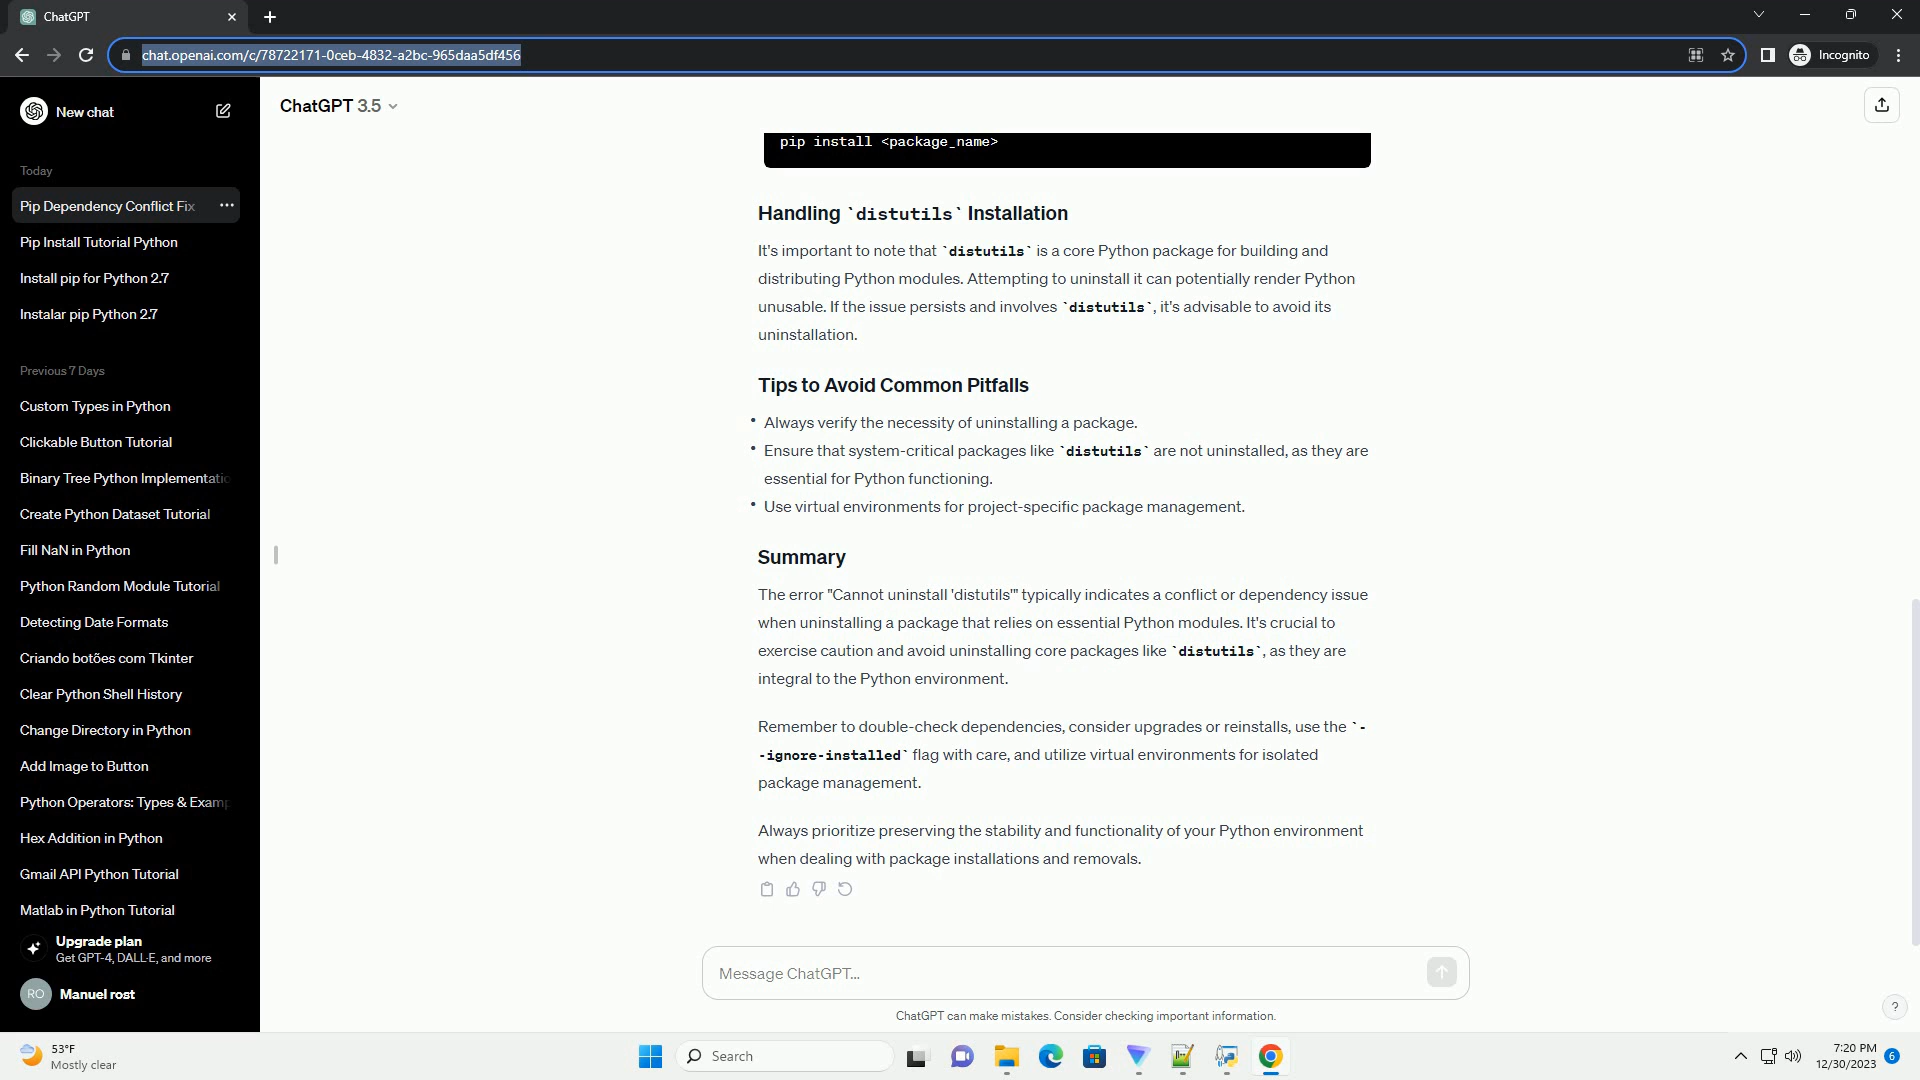 ChatGPT
chat.openai.com/c/78722171-0ceb-4832-a2bc-965daa5df456
Incognito
New chat
Today
Pip Dependency Conflict Fix
Pip Install Tutorial Python
Install pip for Python 2.7
Instalar pip Python 2.7
Previous 7 Days
Custom Types in Python
Clickable Button Tutorial
Binary Tree Python Implementatio
Create Python Dataset Tutorial
Fill NaN in Python
Python Random Module Tutorial
Detecting Date Formats
Criando botões com Tkinter
Clear Python Shell History
Change Directory in Python
Add Image to Button
Python Operators: Types & Examp
Hex Addition in Python
Gmail API Python Tutorial
Matlab in Python Tutorial
Upgrade plan
Get GPT-4, DALL·E, and more
RO Manuel rost
ChatGPT 3.5
pip install <package_name>
Handling `distutils` Installation
It's important to note that `distutils` is a core Python package for building and
distributing Python modules. Attempting to uninstall it can potentially render Python
unusable. If the issue persists and involves `distutils`, it's advisable to avoid its
uninstallation.
Tips to Avoid Common Pitfalls
• Always verify the necessity of uninstalling a package.
• Ensure that system-critical packages like `distutils` are not uninstalled, as they are
essential for Python functioning.
• Use virtual environments for project-specific package management.
Summary
The error "Cannot uninstall 'distutils'" typically indicates a conflict or dependency issue
when uninstalling a package that relies on essential Python modules. It's crucial to
exercise caution and avoid uninstalling core packages like `distutils`, as they are
integral to the Python environment.
Remember to double-check dependencies, consider upgrades or reinstalls, use the `-
-ignore-installed` flag with care, and utilize virtual environments for isolated
package management.
Always prioritize preserving the stability and functionality of your Python environment
when dealing with package installations and removals.
Message ChatGPT...
ChatGPT can make mistakes. Consider checking important information.
?
53°F
Mostly clear
Search
7:20 PM
12/30/2023
6